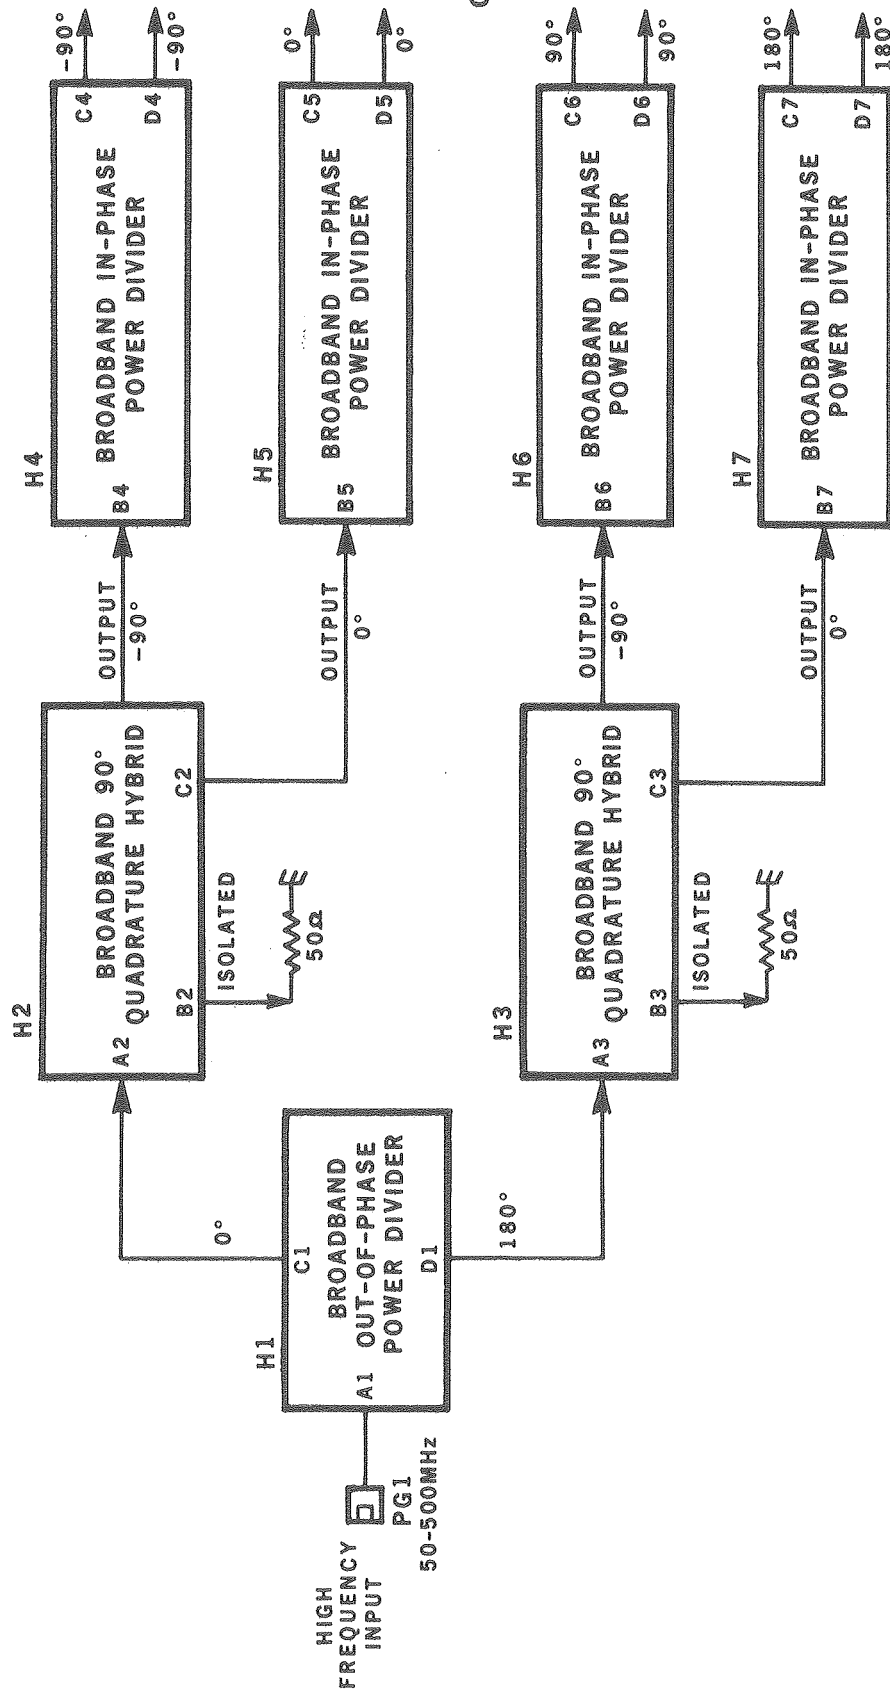 HIGH
FREQUENCY
INPUT
PG1
50-500MHz
H1
A1
BROADBAND
OUT-OF-PHASE
POWER DIVIDER
C1
D1
0°
180°
H2
A2
BROADBAND 90°
QUADRATURE HYBRID
B2
C2
ISOLATED
50Ω
OUTPUT
-90°
OUTPUT
0°
H3
A3
BROADBAND 90°
QUADRATURE HYBRID
B3
C3
ISOLATED
50Ω
OUTPUT
-90°
OUTPUT
0°
H4
B4
BROADBAND IN-PHASE
POWER DIVIDER
C4
D4
-90°
-90°
H5
B5
BROADBAND IN-PHASE
POWER DIVIDER
C5
D5
0°
0°
H6
B6
BROADBAND IN-PHASE
POWER DIVIDER
C6
D6
90°
90°
H7
B7
BROADBAND IN-PHASE
POWER DIVIDER
C7
D7
180°
180°